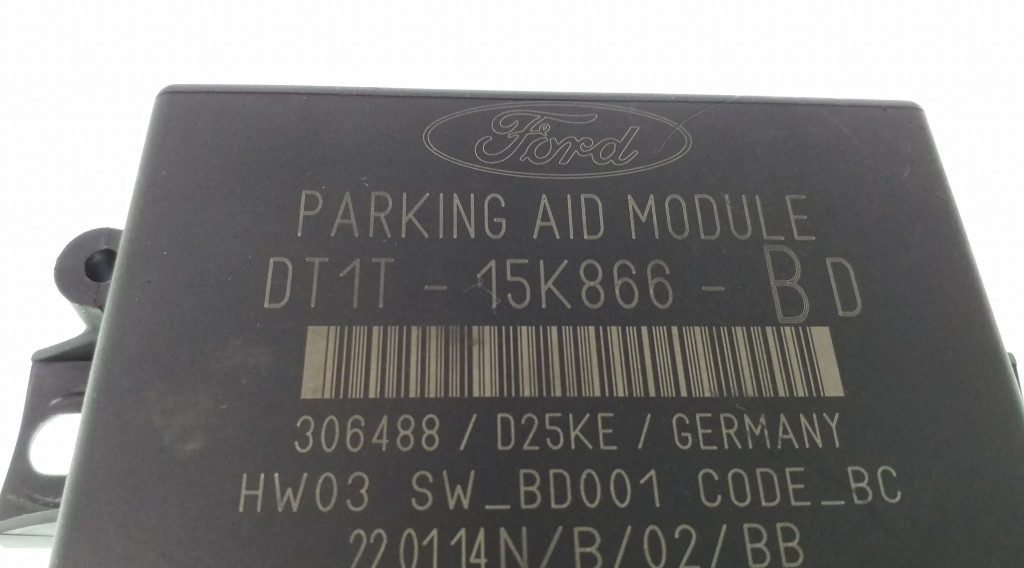 Ford
PARKING AID MODULE
DT1T - 15K866 - BD
306488 / D25KE / GERMANY
HW03 SW_BD001 CODE_BC
220114N/B/02/BB